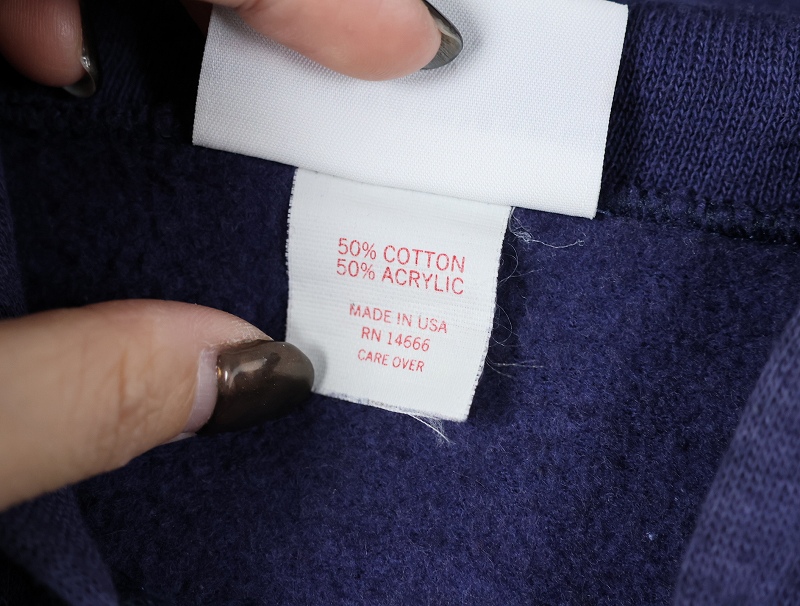 50% COTTON
50% ACRYLIC
MADE IN USA
RN 14666
CARE OVER